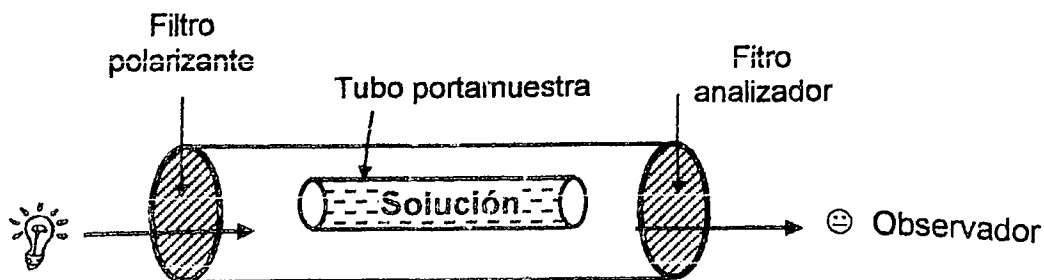 Filtro
polarizante
Tubo portamuestra
Fitro
analizador
Solución
Observador